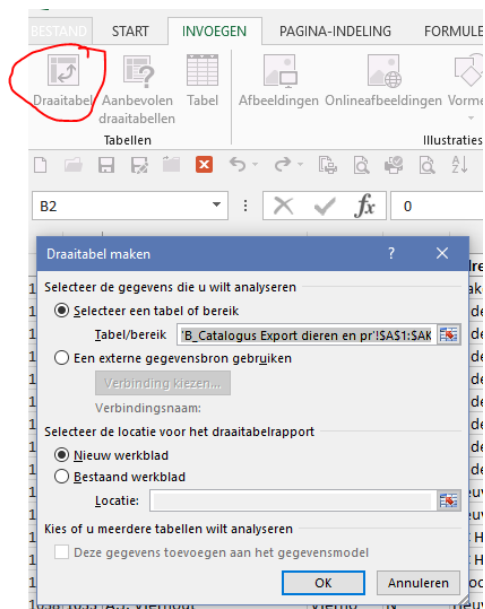 BESTAND START INVOEGEN PAGINA-INDELING FORMULE
Draaitabel Aanbevolen draaitabellen Tabel Afbeeldingen Onlineafbeeldingen Vorme
Tabellen Illustraties
B2 fx 0
Draaitabel maken ? ×
Selecteer de gegevens die u wilt analyseren
Selecteer een tabel of bereik
Tabel/bereik 'B_Catalogus Export dieren en pr'!$A$1:$AK
Een externe gegevensbron gebruiken
Verbinding kiezen...
Verbindingsnaam:
Selecteer de locatie voor het draaitabelrapport
Nieuw werkblad
Bestaand werkblad
Locatie:
Kies of u meerdere tabellen wilt analyseren
Deze gegevens toevoegen aan het gegevensmodel
OK Annuleren